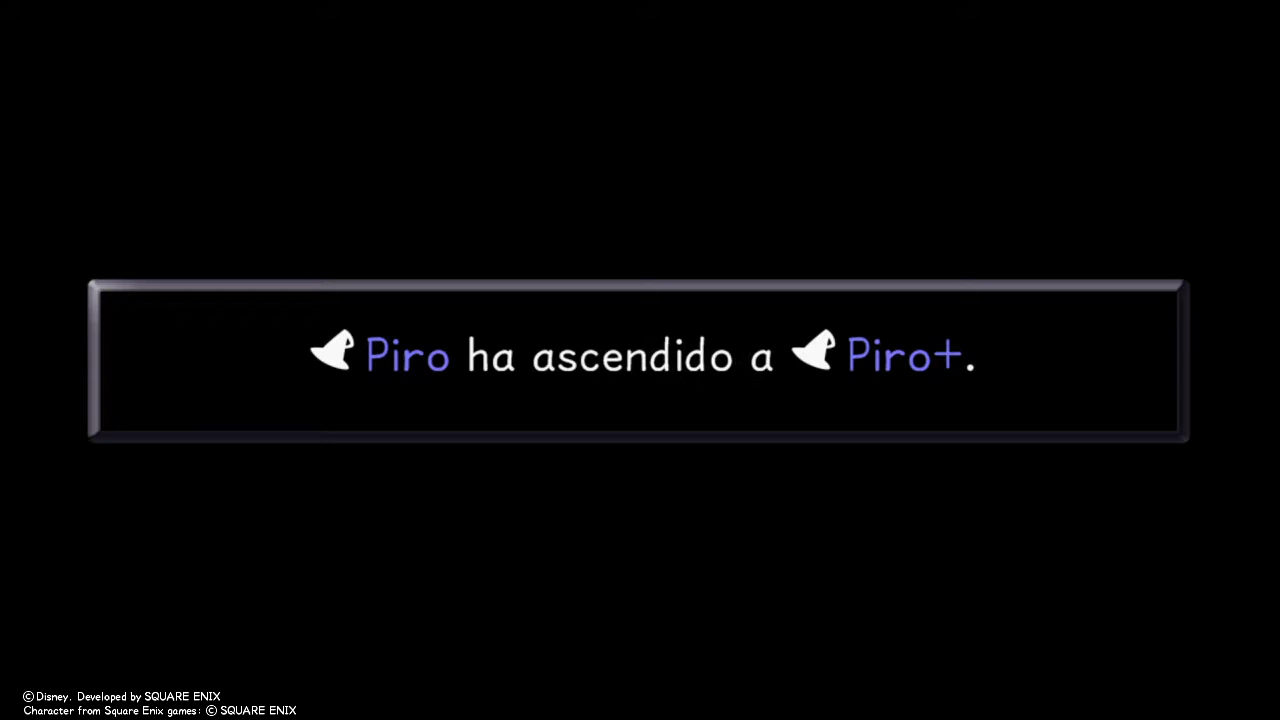 Piro ha ascendido a Piro+.
©Disney. Developed by SQUARE ENIX
Character from Square Enix games: © SQUARE ENIX